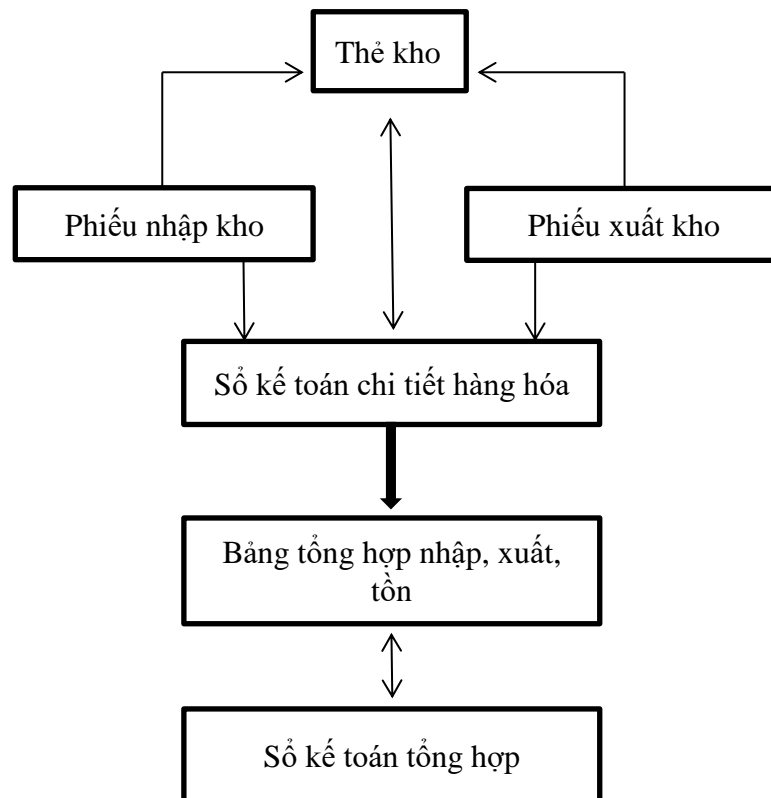 Thẻ kho
Phiếu nhập kho
Phiếu xuất kho
Sổ kế toán chi tiết hàng hóa
Bảng tổng hợp nhập, xuất,
tồn
Sổ kế toán tổng hợp